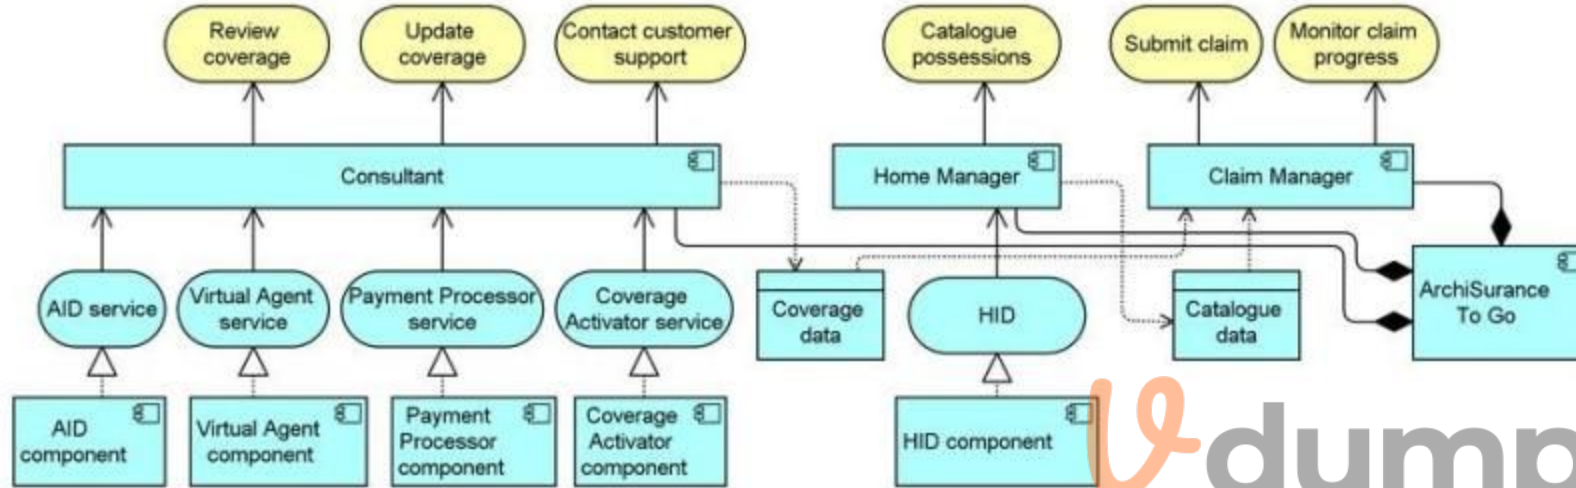 Review
coverage
Update
coverage
Contact customer
support
Catalogue
possessions
Submit claim
Monitor claim
progress
Consultant
Home Manager
Claim Manager
AID service
Virtual Agent
service
Payment Processor
service
Coverage
Activator service
Coverage
data
HID
Catalogue
data
ArchiSurance
To Go
AID
component
Virtual Agent
component
Payment
Processor
component
Coverage
Activator
component
HID component
dump